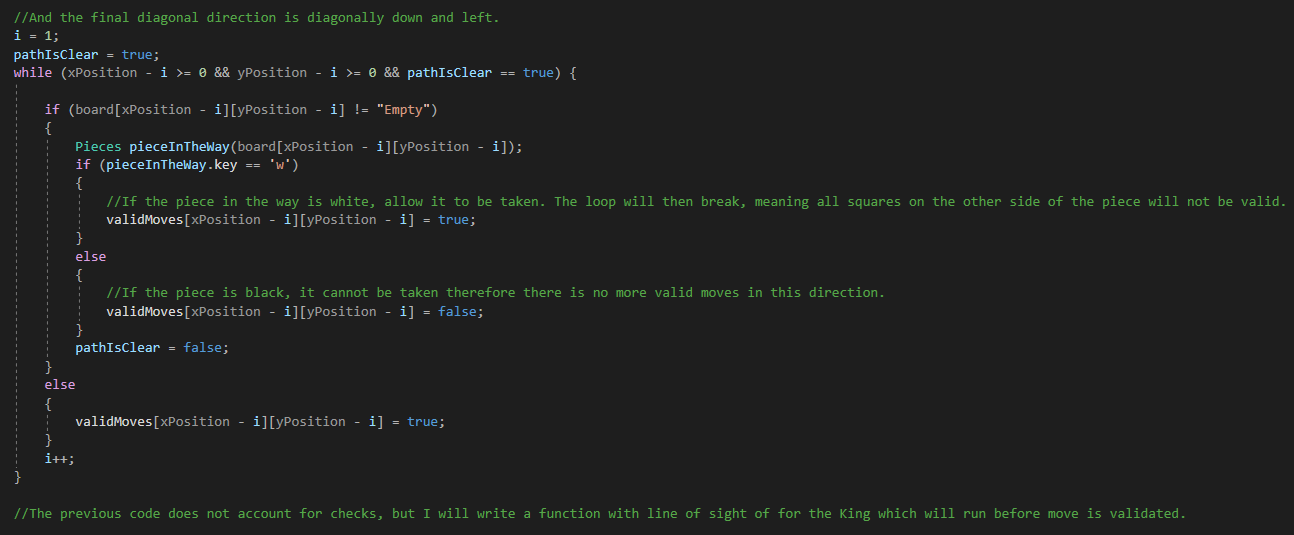 //And the final diagonal direction is diagonally down and left.
i = 1;
pathIsClear = true;
while (xPosition - i >= 0 && yPosition - i >= 0 && pathIsClear == true) {
if (board[xPosition - i][yPosition - i] != "Empty")
{
Pieces pieceInTheWay(board[xPosition - i][yPosition - i]);
if (pieceInTheWay.key == 'w')
{
//If the piece in the way is white, allow it to be taken. The loop will then break, meaning all squares on the other side of the piece will not be valid.
validMoves[xPosition - i][yPosition - i] = true;
}
else
{
//If the piece is black, it cannot be taken therefore there is no more valid moves in this direction.
validMoves[xPosition - i][yPosition - i] = false;
}
pathIsClear = false;
}
else
{
validMoves[xPosition - i][yPosition - i] = true;
}
i++;
}
//The previous code does not account for checks, but I will write a function with line of sight of for the King which will run before move is validated.